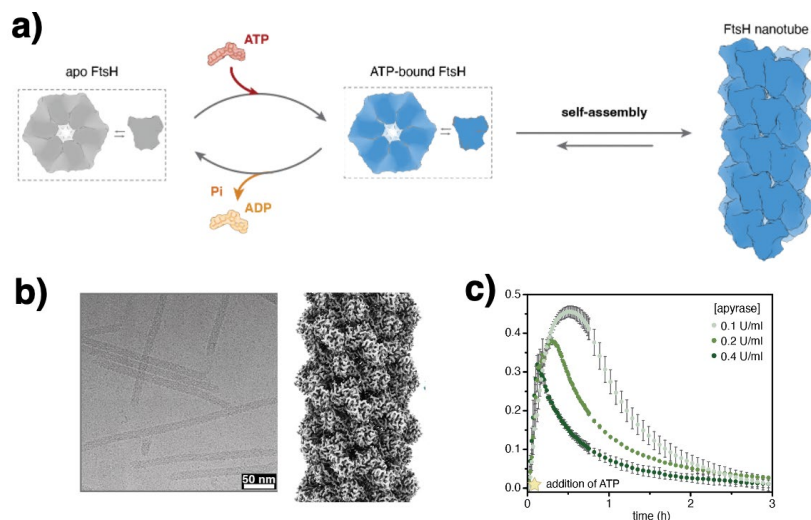 a)
FtsH nanotube
ATP
apo FtsH
ATP-bound FtsH
self-assembly
Pi
ADP
b)
50 nm
c)
0.5
0.4
0.3
0.2
0.1
0.0
[apyrase]
0.1 U/ml
0.2 U/ml
0.4 U/ml
addition of ATP
0 1 2 3
time (h)